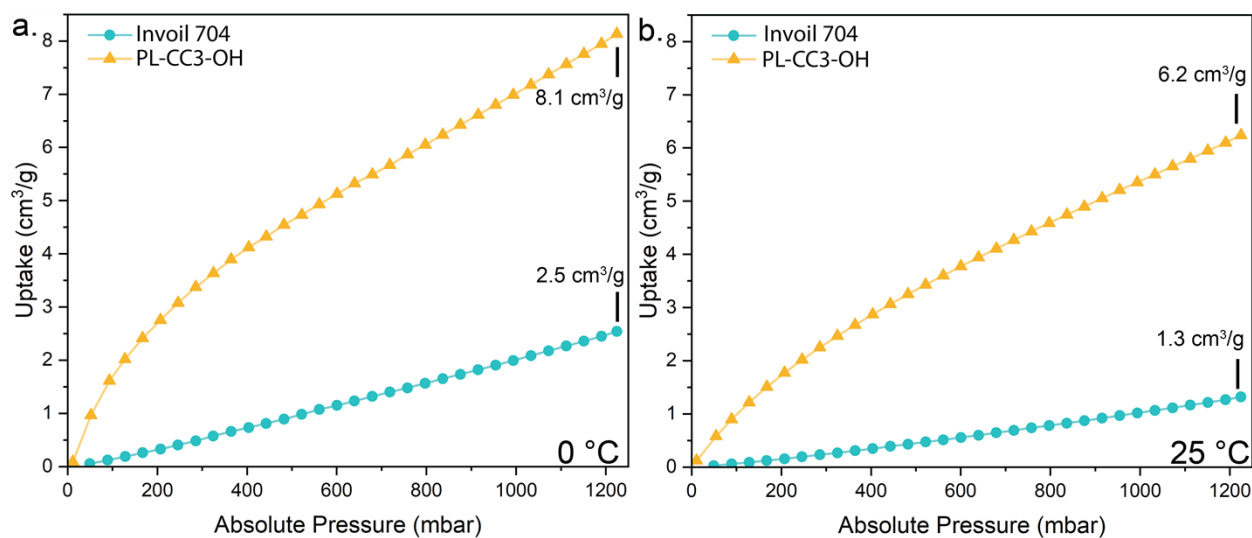 a.
Invoil 704
PL-CC3-OH
8.1 cm³/g
2.5 cm³/g
0 °C
Uptake (cm³/g)
0
1
2
3
4
5
6
7
8
0 200 400 600 800 1000 1200
Absolute Pressure (mbar)
b.
Invoil 704
PL-CC3-OH
6.2 cm³/g
1.3 cm³/g
25 °C
Uptake (cm³/g)
0
1
2
3
4
5
6
7
8
0 200 400 600 800 1000 1200
Absolute Pressure (mbar)